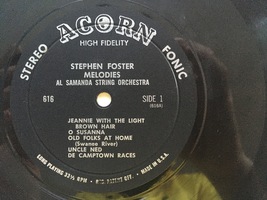 ACORN
HIGH FIDELITY
STEREO
FONIC
STEPHEN FOSTER
MELODIES
AL SAMANDA STRING ORCHESTRA
616
SIDE 1
(616A)
JEANNIE WITH THE LIGHT
BROWN HAIR
O SUSANNA
OLD FOLKS AT HOME
(Swanee River)
UNCLE NED
DE CAMPTOWN RACES
LONG PLAYING 33⅓ RPM
MADE IN U.S.A.